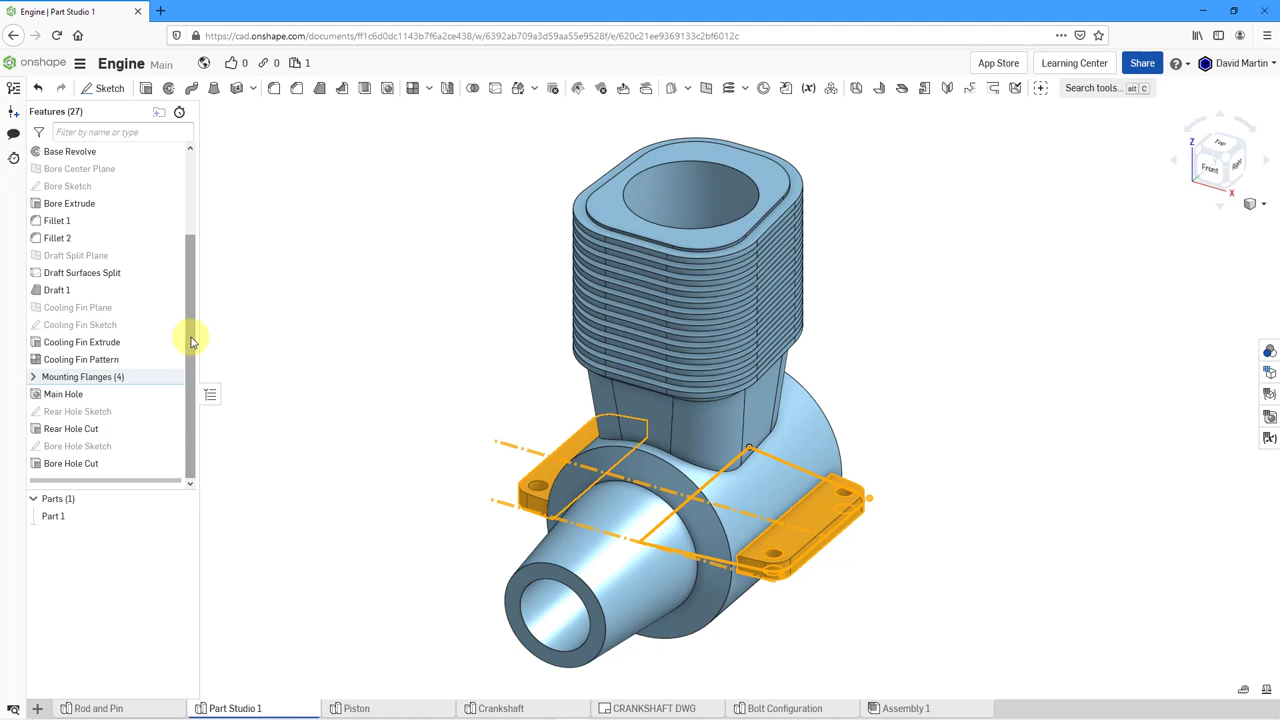 Engine | Part Studio 1
https://cad.onshape.com/documents/ff1c6d0dc1143b7f6a2ce438/w/6392ab709a3d59aa55e9528f/e/620c21ee9369133c2bf6012c
onshape
Engine Main
0
0
1
App Store
Learning Center
Share
David Martin
Sketch
Search tools... alt C
Features (27)
Filter by name or type
Base Revolve
Bore Center Plane
Bore Sketch
Bore Extrude
Fillet 1
Fillet 2
Draft Split Plane
Draft Surfaces Split
Draft 1
Cooling Fin Plane
Cooling Fin Sketch
Cooling Fin Extrude
Cooling Fin Pattern
Mounting Flanges (4)
Main Hole
Rear Hole Sketch
Rear Hole Cut
Bore Hole Sketch
Bore Hole Cut
Parts (1)
Part 1
Z
Top
Front
Right
X
Rod and Pin
Part Studio 1
Piston
Crankshaft
CRANKSHAFT DWG
Bolt Configuration
Assembly 1